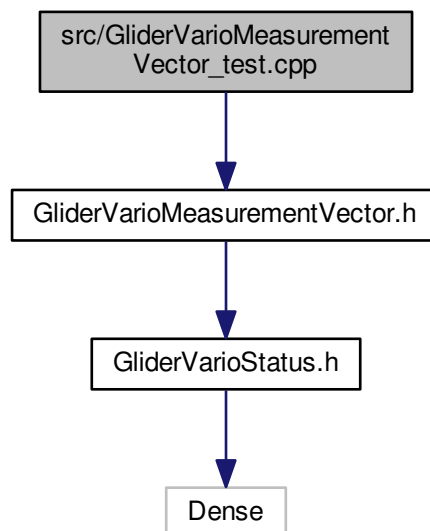 src/GliderVarioMeasurement
Vector_test.cpp
GliderVarioMeasurementVector.h
GliderVarioStatus.h
Dense